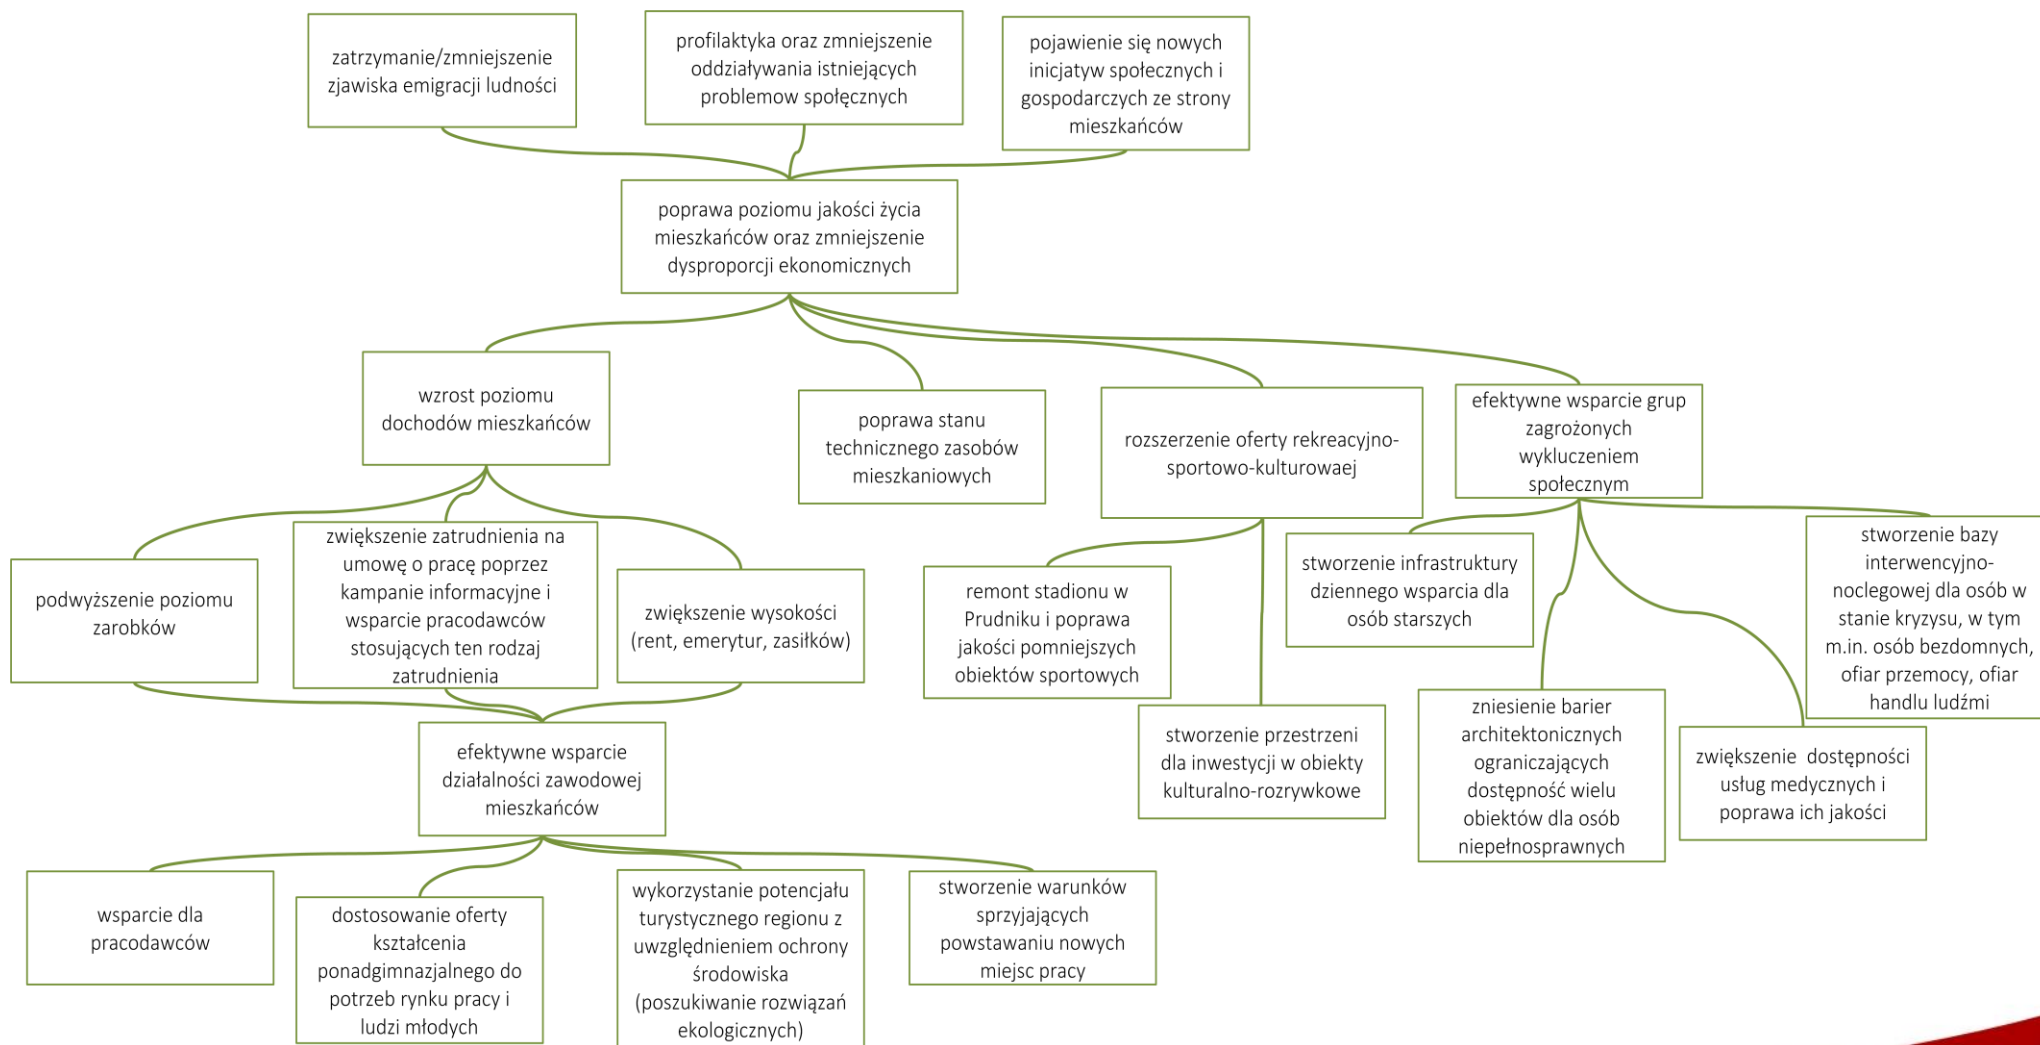 zatrzymanie/zmniejszenie
zjawiska emigracji ludności
profilaktyka oraz zmniejszenie
oddziaływania istniejących
problemow społęcznych
pojawienie się nowych
inicjatyw społecznych i
gospodarczych ze strony
mieszkańców
poprawa poziomu jakości życia
mieszkańców oraz zmniejszenie
dysproporcji ekonomicznych
wzrost poziomu
dochodów mieszkańców
poprawa stanu
technicznego zasobów
mieszkaniowych
rozszerzenie oferty rekreacyjno-
sportowo-kulturowaej
efektywne wsparcie grup
zagrożonych
wykluczeniem
społecznym
podwyższenie poziomu
zarobków
zwiększenie zatrudnienia na
umowę o pracę poprzez
kampanie informacyjne i
wsparcie pracodawców
stosujących ten rodzaj
zatrudnienia
zwiększenie wysokości
(rent, emerytur, zasiłków)
remont stadionu w
Prudniku i poprawa
jakości pomniejszych
obiektów sportowych
stworzenie przestrzeni
dla inwestycji w obiekty
kulturalno-rozrywkowe
stworzenie infrastruktury
dziennego wsparcia dla
osób starszych
zniesienie barier
architektonicznych
ograniczających
dostępność wielu
obiektów dla osób
niepełnosprawnych
zwiększenie  dostępności
usług medycznych i
poprawa ich jakości
stworzenie bazy
interwencyjno-
noclegowej dla osób w
stanie kryzysu, w tym
m.in. osób bezdomnych,
ofiar przemocy, ofiar
handlu ludźmi
efektywne wsparcie
działalności zawodowej
mieszkańców
wsparcie dla
pracodawców
dostosowanie oferty
kształcenia
ponadgimnazjalnego do
potrzeb rynku pracy i
ludzi młodych
wykorzystanie potencjału
turystycznego regionu z
uwzględnieniem ochrony
środowiska
(poszukiwanie rozwiązań
ekologicznych)
stworzenie warunków
sprzyjających
powstawaniu nowych
miejsc pracy